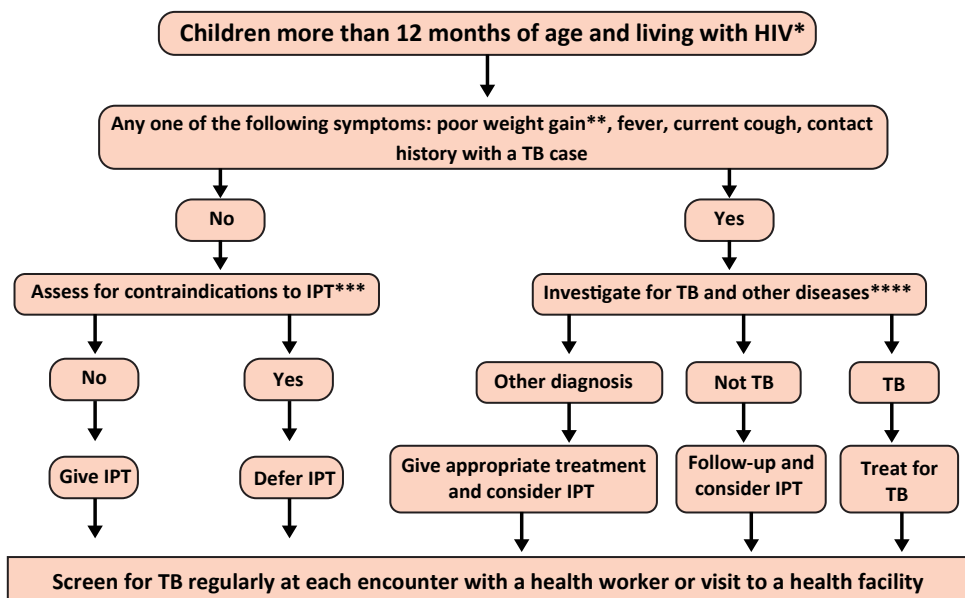 Children more than 12 months of age and living with HIV*
Any one of the following symptoms: poor weight gain**, fever, current cough, contact
history with a TB case
No
Yes
Assess for contraindications to IPT***
Investigate for TB and other diseases****
No
Yes
Other diagnosis
Not TB
TB
Give IPT
Defer IPT
Give appropriate treatment
and consider IPT
Follow-up and
consider IPT
Treat for
TB
Screen for TB regularly at each encounter with a health worker or visit to a health facility